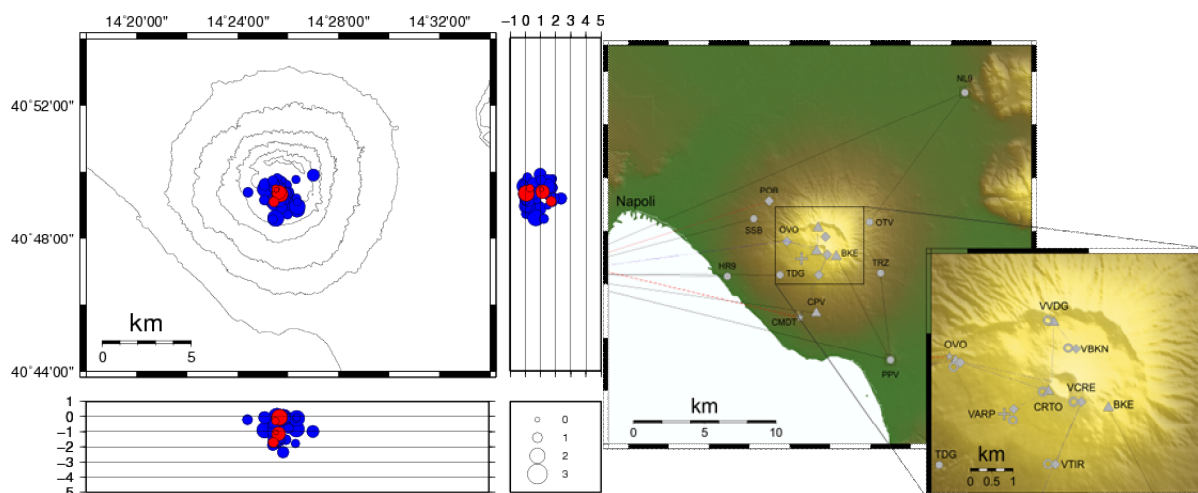 14°20'00" 14°24'00" 14°28'00" 14°32'00"
−1 0 1 2 3 4 5
40°52'00"
40°48'00"
40°44'00"
km
0 5
1
0
−1
−2
−3
−4
−5
0
1
2
3
NL9
Napoli
POB
SSB
OVO
OTV
BKE
HR9
TDG
TRZ
CPV
CMDT
PPV
km
0 5 10
VVDG
OVO
VBKN
VCRE
CRTO
BKE
VARP
TDG
VTIR
km
0 0.5 1